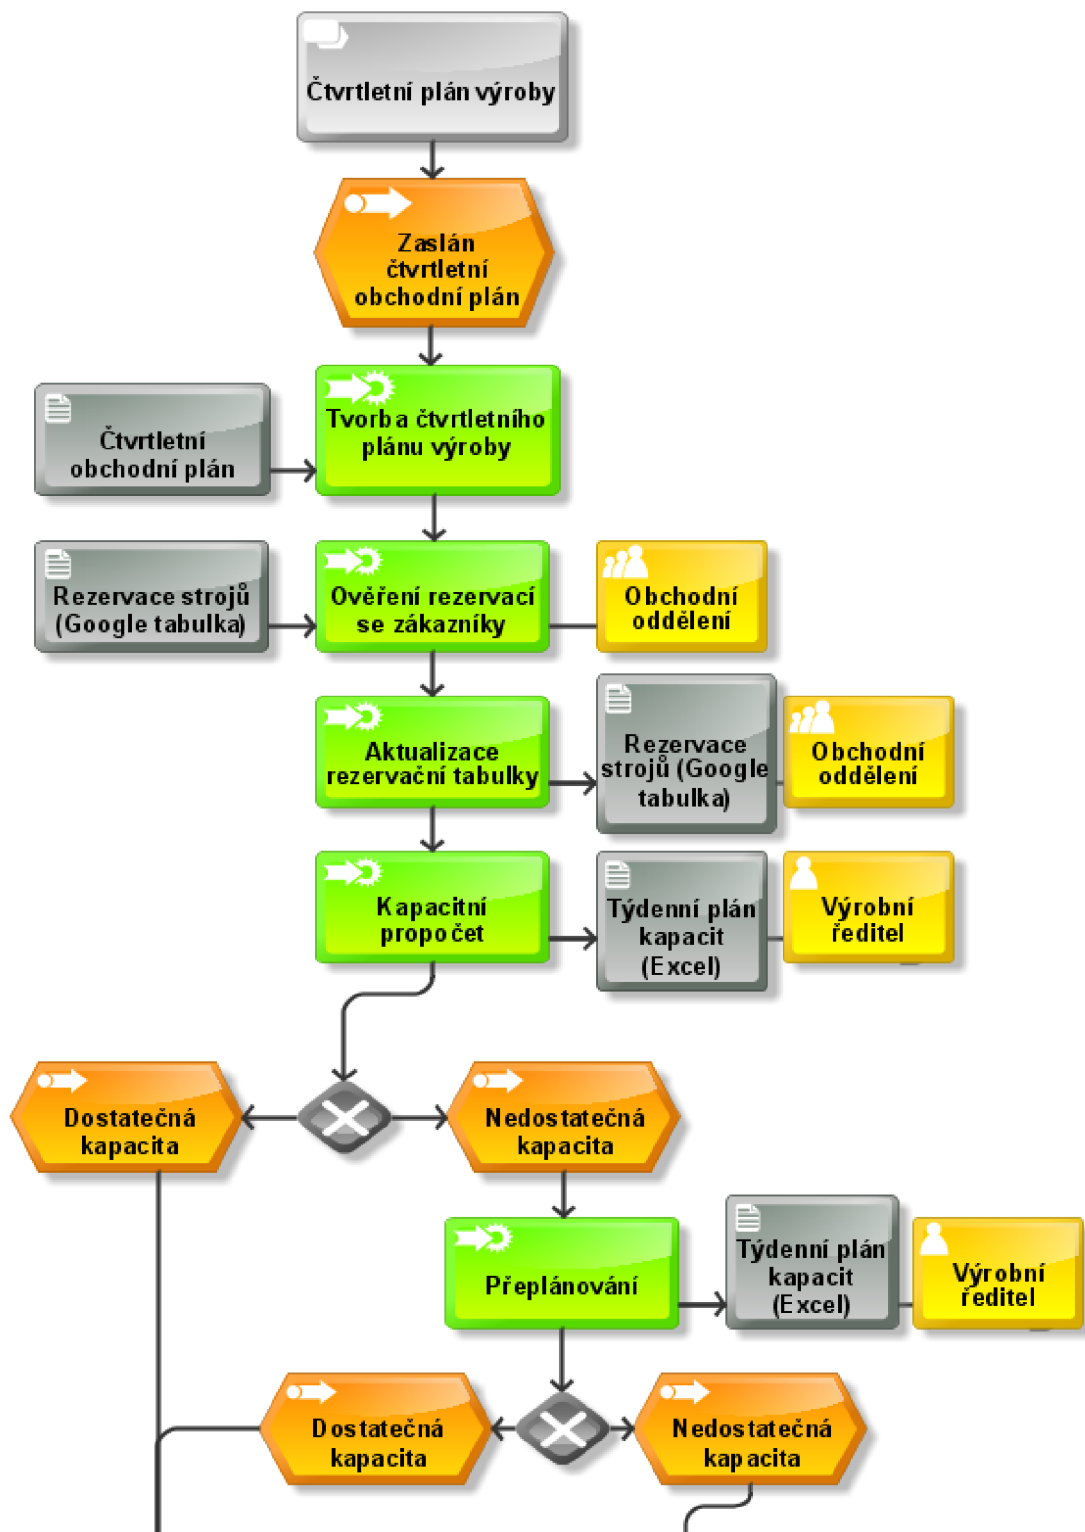 Čtvrtletní plán výroby
Zaslán
čtvrtletní
obchodní plán
Tvorba čtvrtletního
plánu výroby
Čtvrtletní
obchodní plán
Rezervace strojů
(Google tabulka)
Ověření rezervací
se zákazníky
Obchodní
oddělení
Aktualizace
rezervační tabulky
Rezervace
strojů (Google
tabulka)
Obchodní
oddělení
Kapacitní
propočet
Týdenní plán
kapacit
(Excel)
Výrobní
ředitel
Dostatečná
kapacita
Nedostatečná
kapacita
Přeplánování
Týdenní plán
kapacit
(Excel)
Výrobní
ředitel
Dostatečná
kapacita
Nedostatečná
kapacita